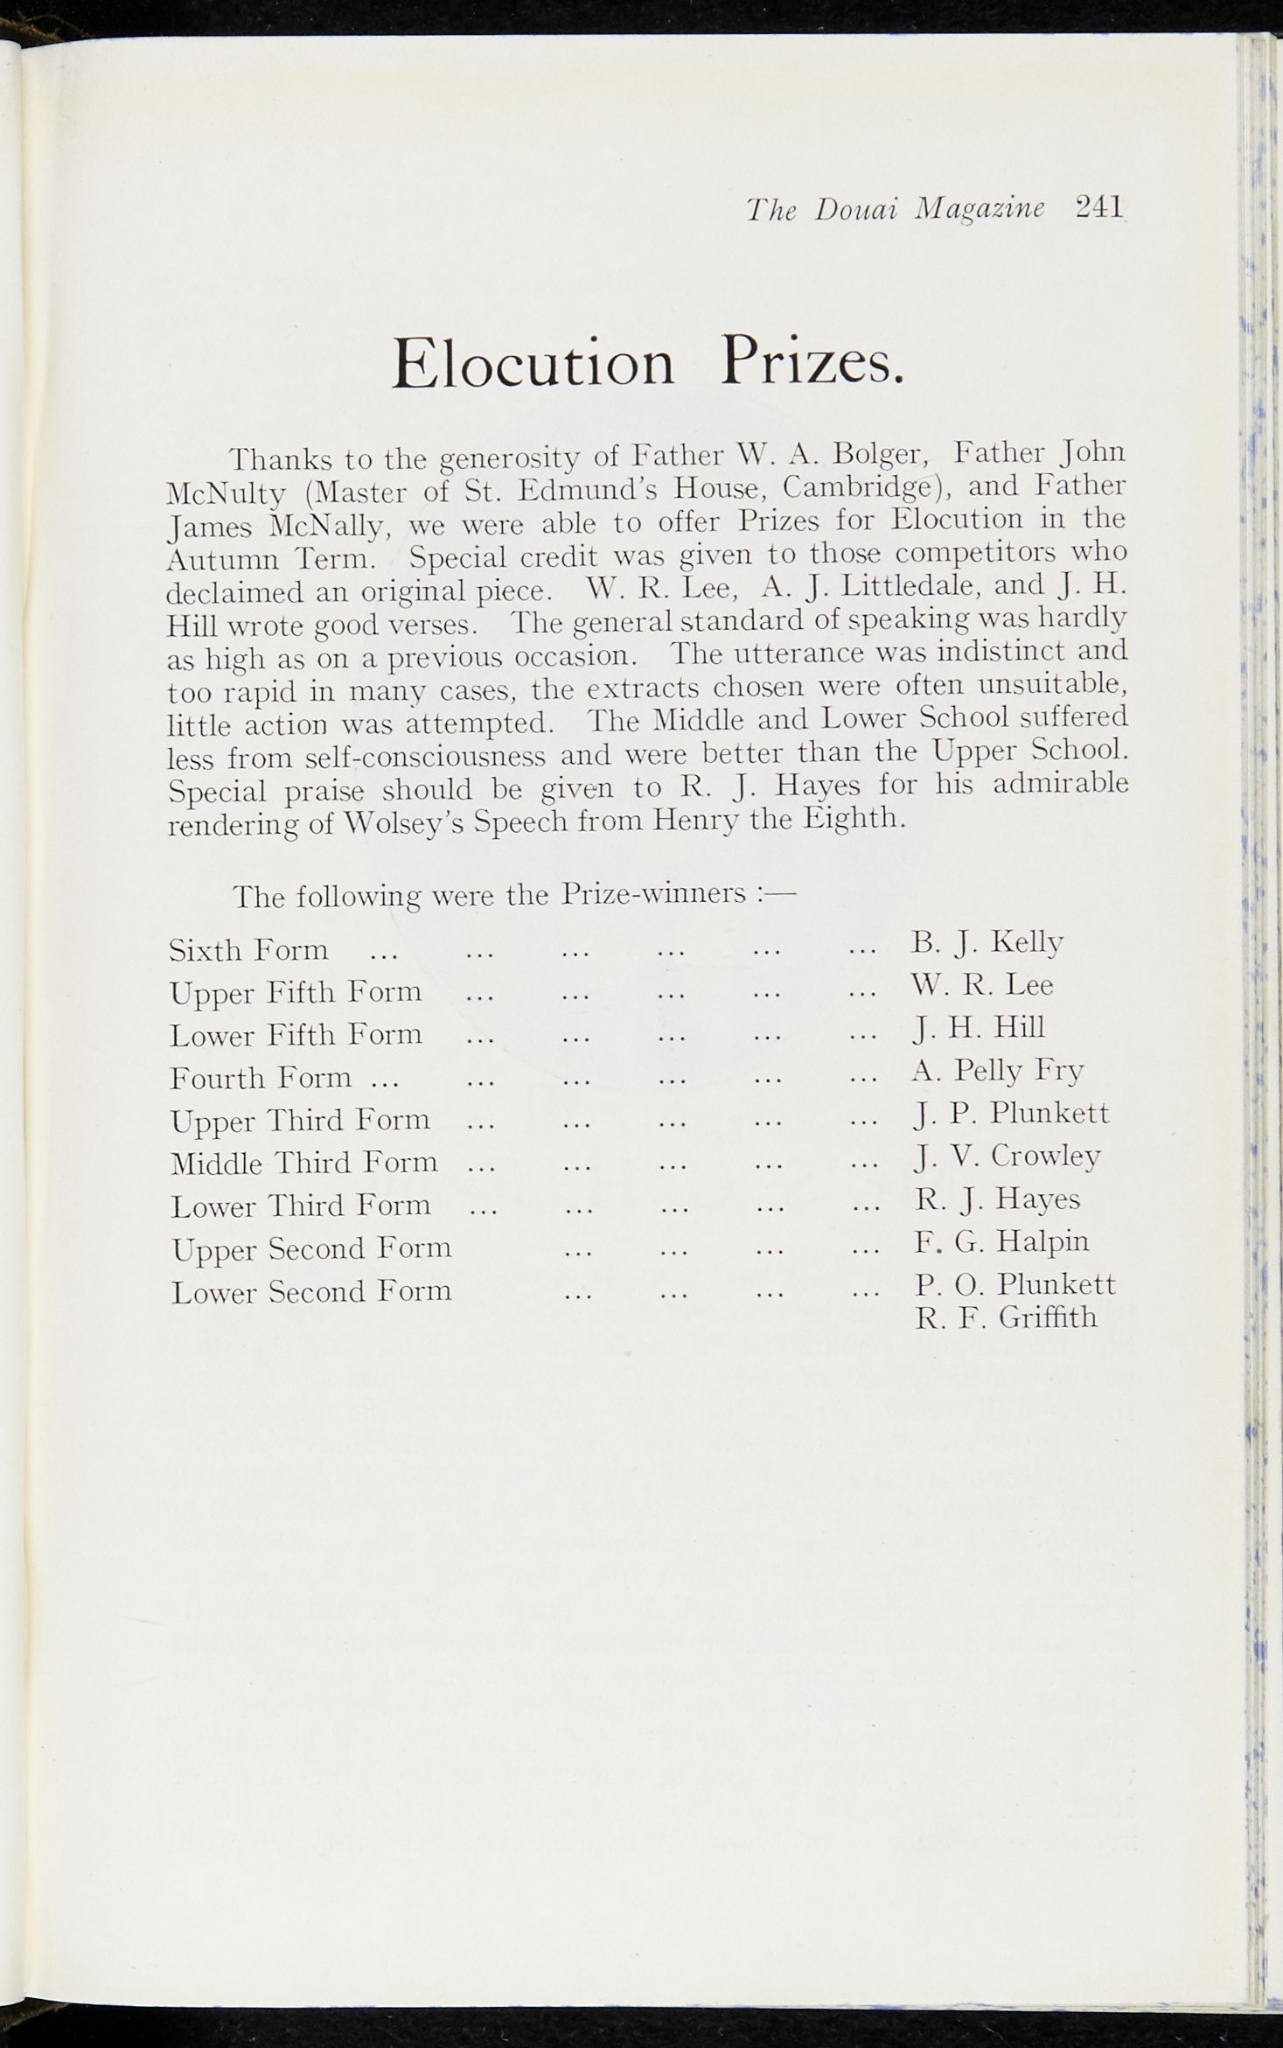 The Douai Magazine 241
Elocution Prizes.
Thanks to the generosity of Father W. A. Bolger, Father John
McNulty (Master of St. Edmund's House, Cambridge), and Father
James McNally, we were able to offer Prizes for Elocution in the
Autumn Term. Special credit was given to those competitors who
declaimed an original piece. W. R. Lee, A. J. Littledale, and J. H.
Hill wrote good verses. The general standard of speaking was hardly
as high as on a previous occasion. The utterance was indistinct and
too rapid in many cases, the extracts chosen were often unsuitable,
little action was attempted. The Middle and Lower School suffered
less from self-consciousness and were better than the Upper School.
Special praise should be given to R. J. Hayes for his admirable
rendering of Wolsey's Speech from Henry the Eighth.
The following were the Prize-winners :—
Sixth Form ... ... ... ... ... ... B. J. Kelly
Upper Fifth Form ... ... ... ... ... W. R. Lee
Lower Fifth Form ... ... ... ... ... J. H. Hill
Fourth Form ... ... ... ... ... ... A. Pelly Fry
Upper Third Form ... ... ... ... ... J. P. Plunkett
Middle Third Form ... ... ... ... ... J. V. Crowley
Lower Third Form ... ... ... ... ... R. J. Hayes
Upper Second Form ... ... ... ... F. G. Halpin
Lower Second Form ... ... ... ... P. O. Plunkett
R. F. Griffith